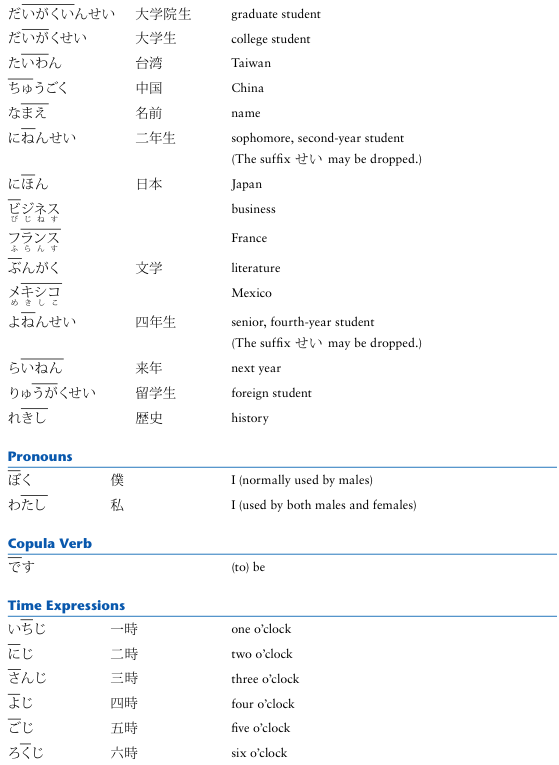 だいがくいんせい 大学院生 graduate student
だいがくせい 大学生 college student
たいわん 台湾 Taiwan
ちゅうごく 中国 China
なまえ 名前 name
にねんせい 二年生 sophomore, second-year student
(The suffix せい may be dropped.)
にほん 日本 Japan
ビジネス business
びじねす
フランス France
ふらんす
ぶんがく 文学 literature
メキシコ Mexico
めきしこ
よねんせい 四年生 senior, fourth-year student
(The suffix せい may be dropped.)
らいねん 来年 next year
りゅうがくせい 留学生 foreign student
れきし 歴史 history
Pronouns
ぼく 僕 I (normally used by males)
わたし 私 I (used by both males and females)
Copula Verb
です (to) be
Time Expressions
いちじ 一時 one o’clock
にじ 二時 two o’clock
さんじ 三時 three o’clock
よじ 四時 four o’clock
ごじ 五時 five o’clock
ろくじ 六時 six o’clock